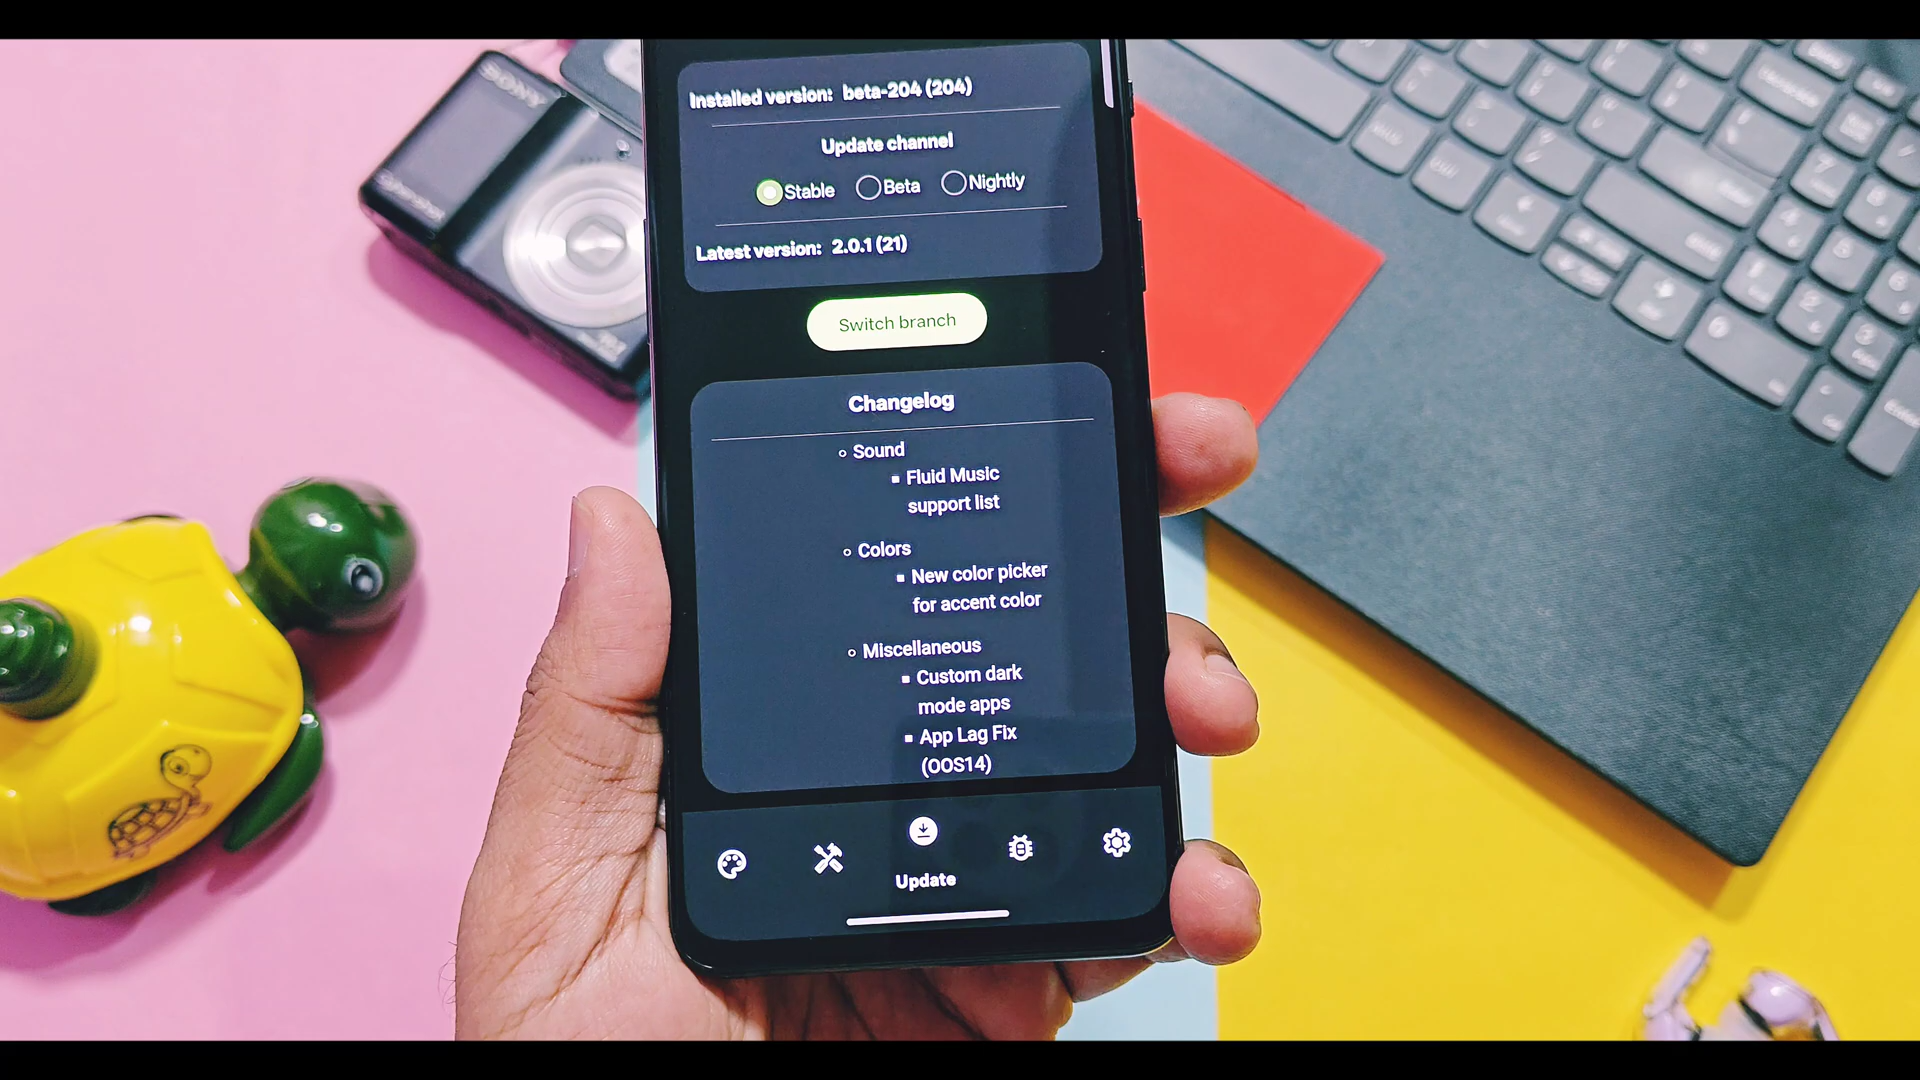 SONY
Installed version: beta-204 (204)
Update channel
Stable
Beta
Nightly
Latest version: 2.0.1 (21)
Switch branch
Changelog
Sound
Fluid Music
support list
Colors
New color picker
for accent color
Miscellaneous
Custom dark
mode apps
App Lag Fix
(OOS14)
Update